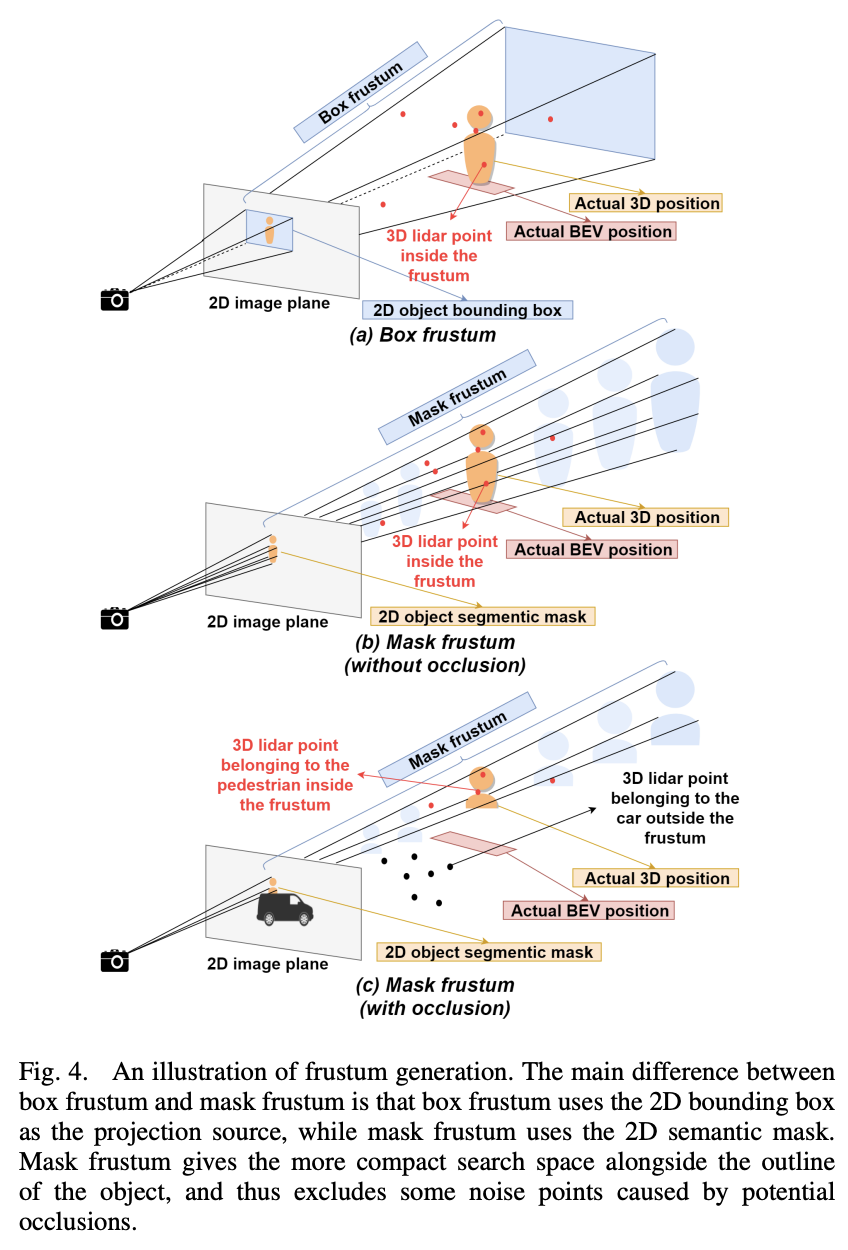 Box frustum
Actual 3D position
Actual BEV position
3D lidar point
inside the
frustum
2D image plane
2D object bounding box
(a) Box frustum
Mask frustum
Actual 3D position
3D lidar point
inside the
frustum
Actual BEV position
2D object segmentic mask
2D image plane
(b) Mask frustum
(without occlusion)
Mask frustum
3D lidar point
belonging to the
pedestrian inside
the frustum
3D lidar point
belonging to the
car outside the
frustum
Actual 3D position
Actual BEV position
2D object segmentic mask
2D image plane
(c) Mask frustum
(with occlusion)
Fig. 4. An illustration of frustum generation. The main difference between
box frustum and mask frustum is that box frustum uses the 2D bounding box
as the projection source, while mask frustum uses the 2D semantic mask.
Mask frustum gives the more compact search space alongside the outline
of the object, and thus excludes some noise points caused by potential
occlusions.